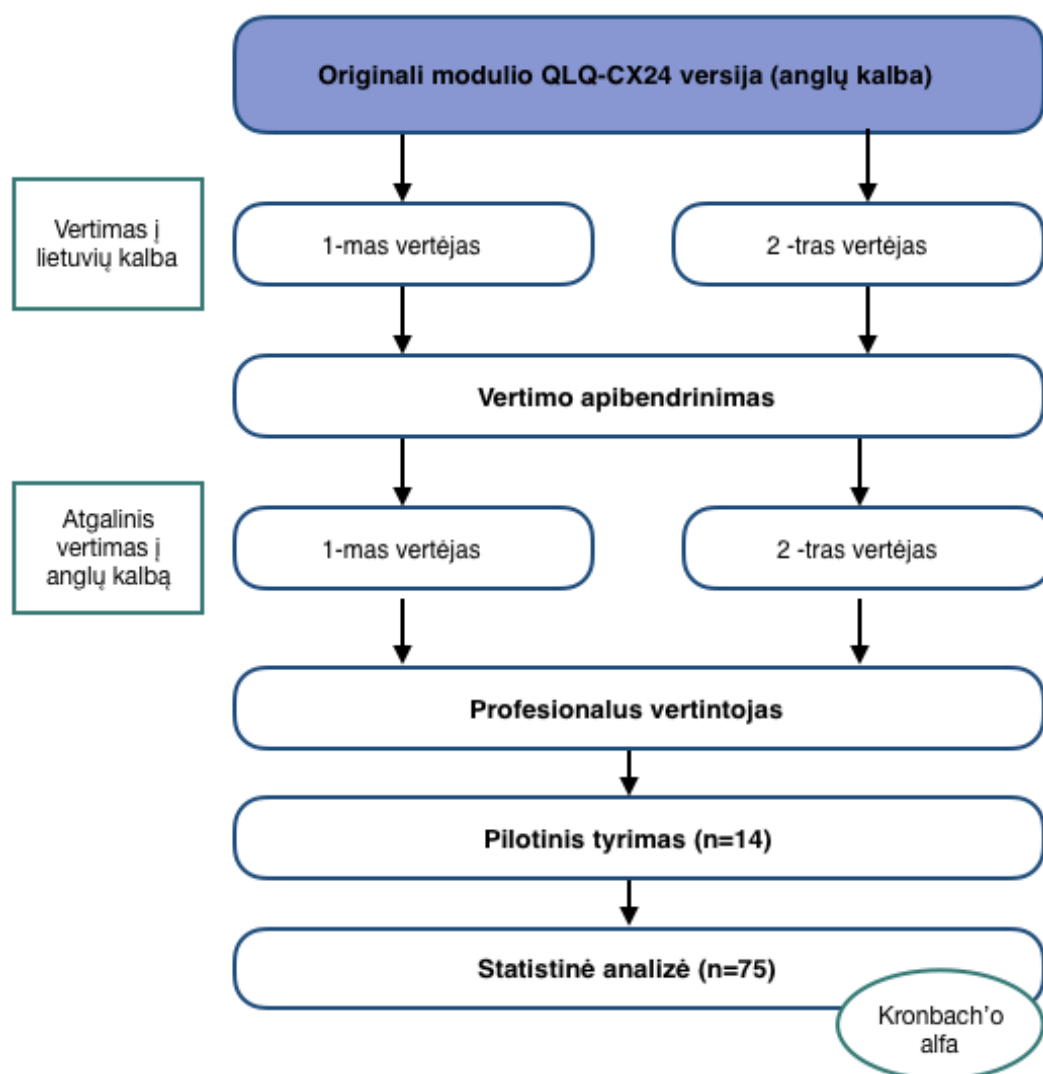 Originali modulio QLQ-CX24 versija (anglų kalba)
Vertimas į
lietuvių kalba
1-mas vertėjas
2 -tras vertėjas
Vertimo apibendrinimas
Atgalinis
vertimas į
anglų kalbą
1-mas vertėjas
2 -tras vertėjas
Profesionalus vertintojas
Pilotinis tyrimas (n=14)
Statistinė analizė (n=75)
Kronbach’o
alfa